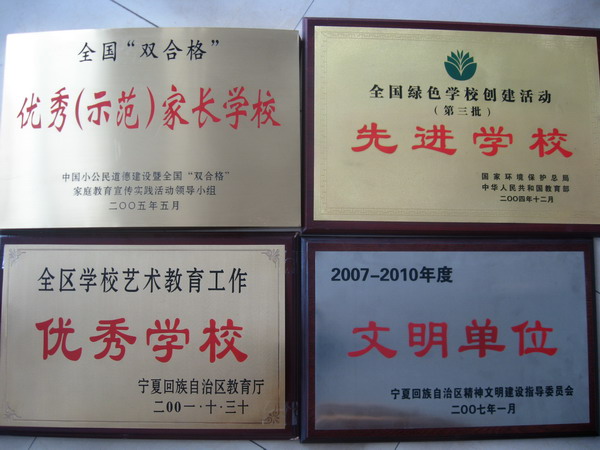 全国“双合格”
优秀(示范)家长学校
中国小公民道德建设暨全国“双合格”
家庭教育宣传实践活动领导小组
二〇〇五年五月
全国绿色学校创建活动
(第三批)
先进学校
国家环境保护总局
中华人民共和国教育部
二〇〇四年十二月
全区学校艺术教育工作
优秀学校
宁夏回族自治区教育厅
二〇〇一·十·三十
2007-2010年度
文明单位
宁夏回族自治区精神文明建设指导委员会
二〇〇七年一月